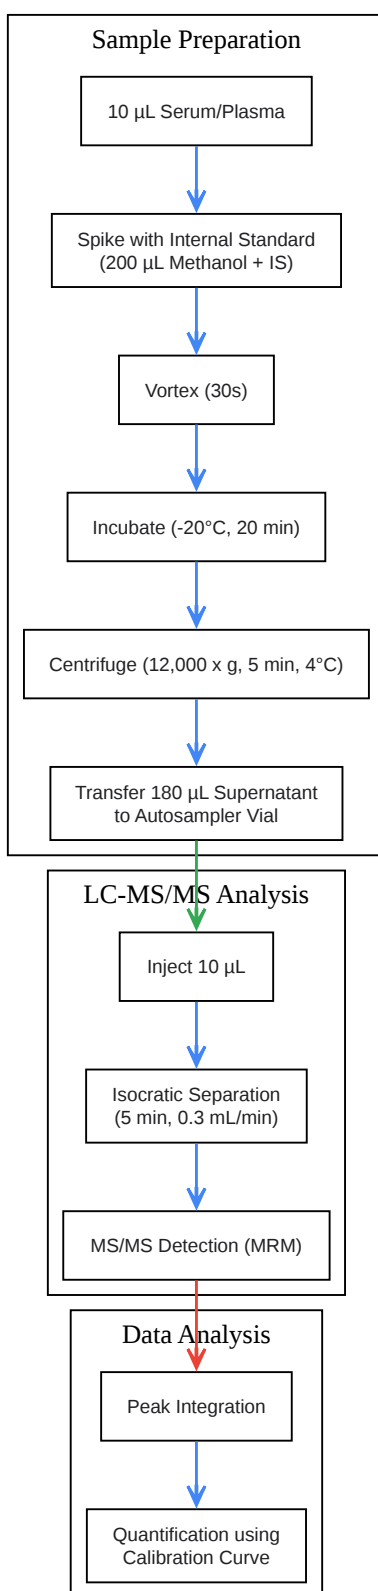 Sample Preparation
10 µL Serum/Plasma
Spike with Internal Standard
(200 µL Methanol + IS)
Vortex (30s)
Incubate (-20°C, 20 min)
Centrifuge (12,000 x g, 5 min, 4°C)
Transfer 180 µL Supernatant
to Autosampler Vial
LC-MS/MS Analysis
Inject 10 µL
Isocratic Separation
(5 min, 0.3 mL/min)
MS/MS Detection (MRM)
Data Analysis
Peak Integration
Quantification using
Calibration Curve